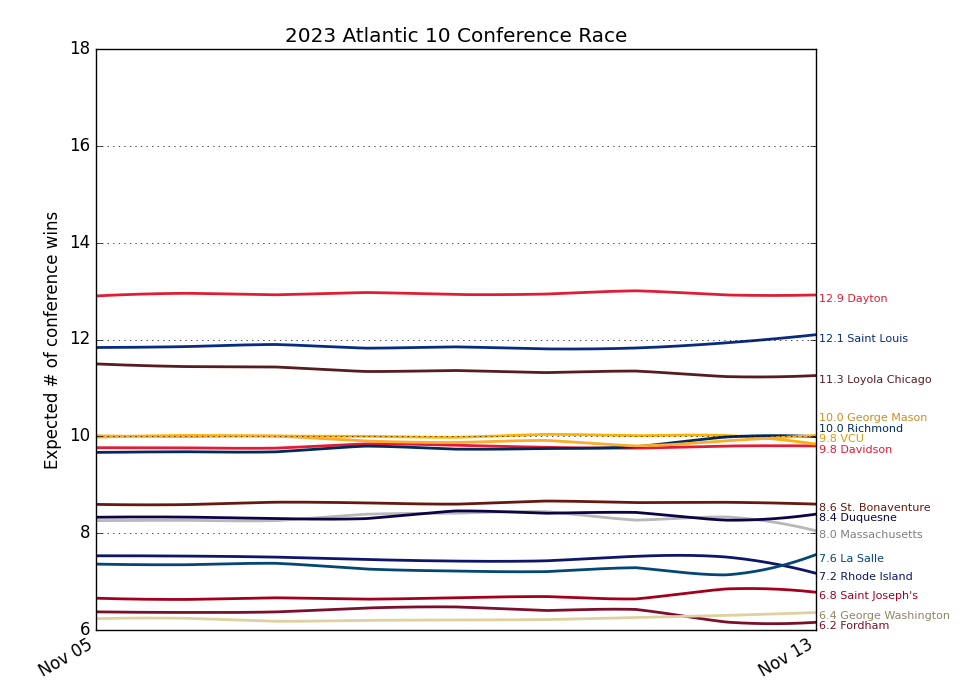 2023 Atlantic 10 Conference Race
Expected # of conference wins
18
16
14
12
10
8
6
Nov 05
Nov 13
12.9 Dayton
12.1 Saint Louis
11.3 Loyola Chicago
10.0 George Mason
10.0 Richmond
9.8 VCU
9.8 Davidson
8.6 St. Bonaventure
8.4 Duquesne
8.0 Massachusetts
7.6 La Salle
7.2 Rhode Island
6.8 Saint Joseph's
6.4 George Washington
6.2 Fordham